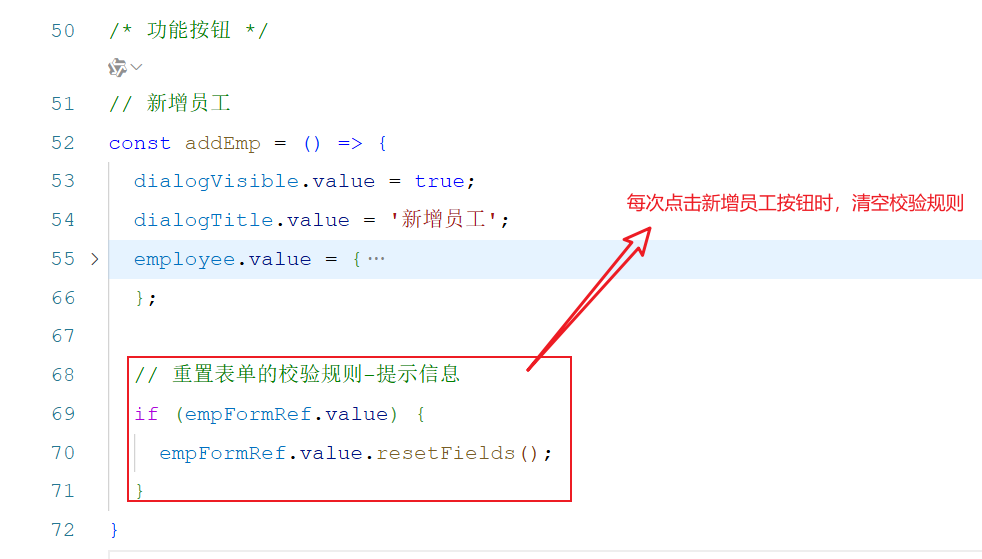 50 /* 功能按钮 */
51 // 新增员工
52 const addEmp = () => {
53 dialogVisible.value = true;
54 dialogTitle.value = '新增员工';
每次点击新增员工按钮时，清空校验规则
55 employee.value = {…
66 };
67
68 // 重置表单的校验规则-提示信息
69 if (empFormRef.value) {
70 empFormRef.value.resetFields();
71 }
72 }